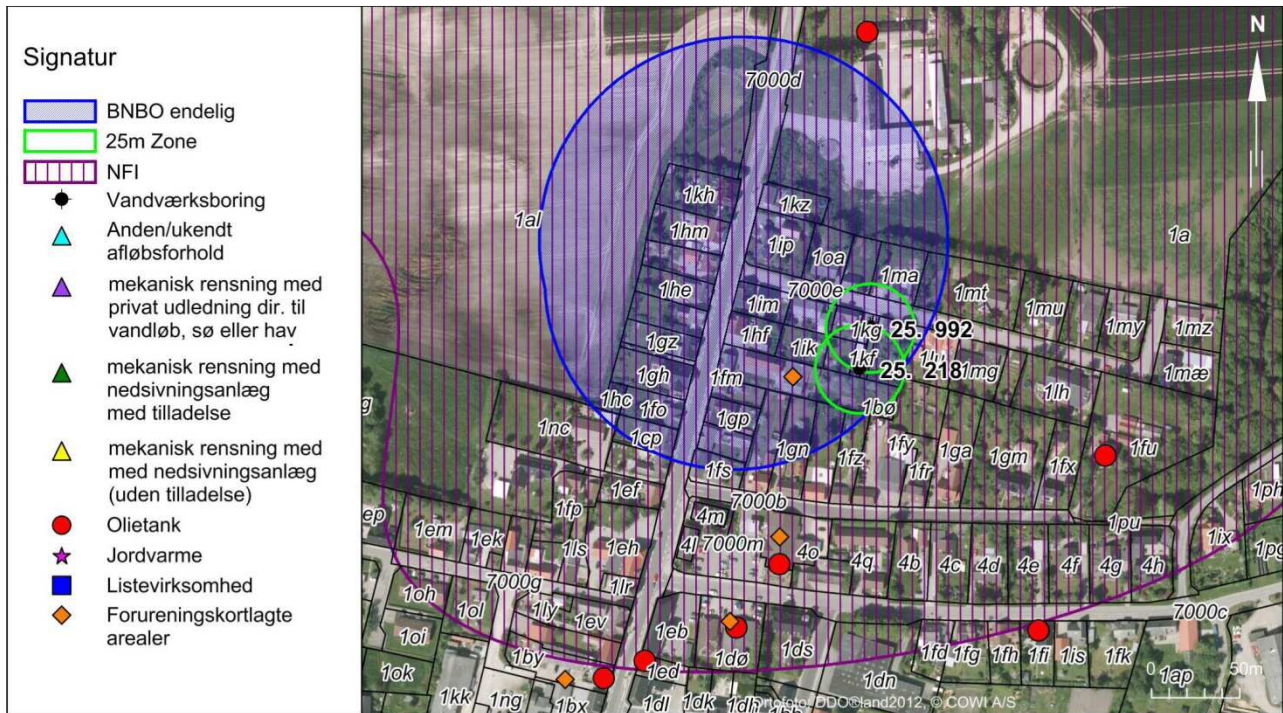 Signatur
BNBO endelig
25m Zone
NFI
Vandværksboring
Anden/ukendt
afløbsforhold
mekanisk rensning med
privat udledning dir. til
vandløb, sø eller hav
mekanisk rensning med
nedsivningsanlæg
med tilladelse
mekanisk rensning med
med nedsivningsanlæg
(uden tilladelse)
Olietank
Jordvarme
Listevirksomhed
Forureningskortlagte
arealer
N
7000d
1kh
1kz
1al
1hm
1ip
1oa
1a
1ma
1he
7000e
1mt
1mu
1im
1my
1mz
1kg
25. 992
1gz
1hf
1ik
1kf
25. 218
1mg
1mæ
1gh
1fm
1lh
1hc
1fo
1bø
1gp
1nc
1cp
1gn
1fz
1fy
1ga
1gm
1fx
1fu
1fr
1fs
1ef
7000b
1fp
4m
1pu
1ph
ep
1em
1ek
1ls
1eh
4l
7000m
4o
4q
4b
4c
4d
4e
4f
4g
4h
1ix
1pg
7000g
1lr
1oh
1ol
1ly
1ev
7000c
1oi
1eb
1dø
1ds
1fd
1fg
1fh
1fi
1is
1fk
1by
1ed
1ok
1kk
1ng
1bx
1dl
1dk
1dh
1dn
1ap
0 50m
Ortofoto: DDO®land2012, © COWI A/S